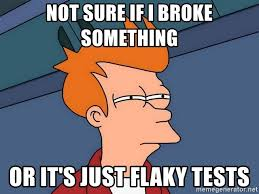 NOT SURE IF I BROKE
SOMETHING
OR IT'S JUST FLAKY TESTS
memegenerator.net